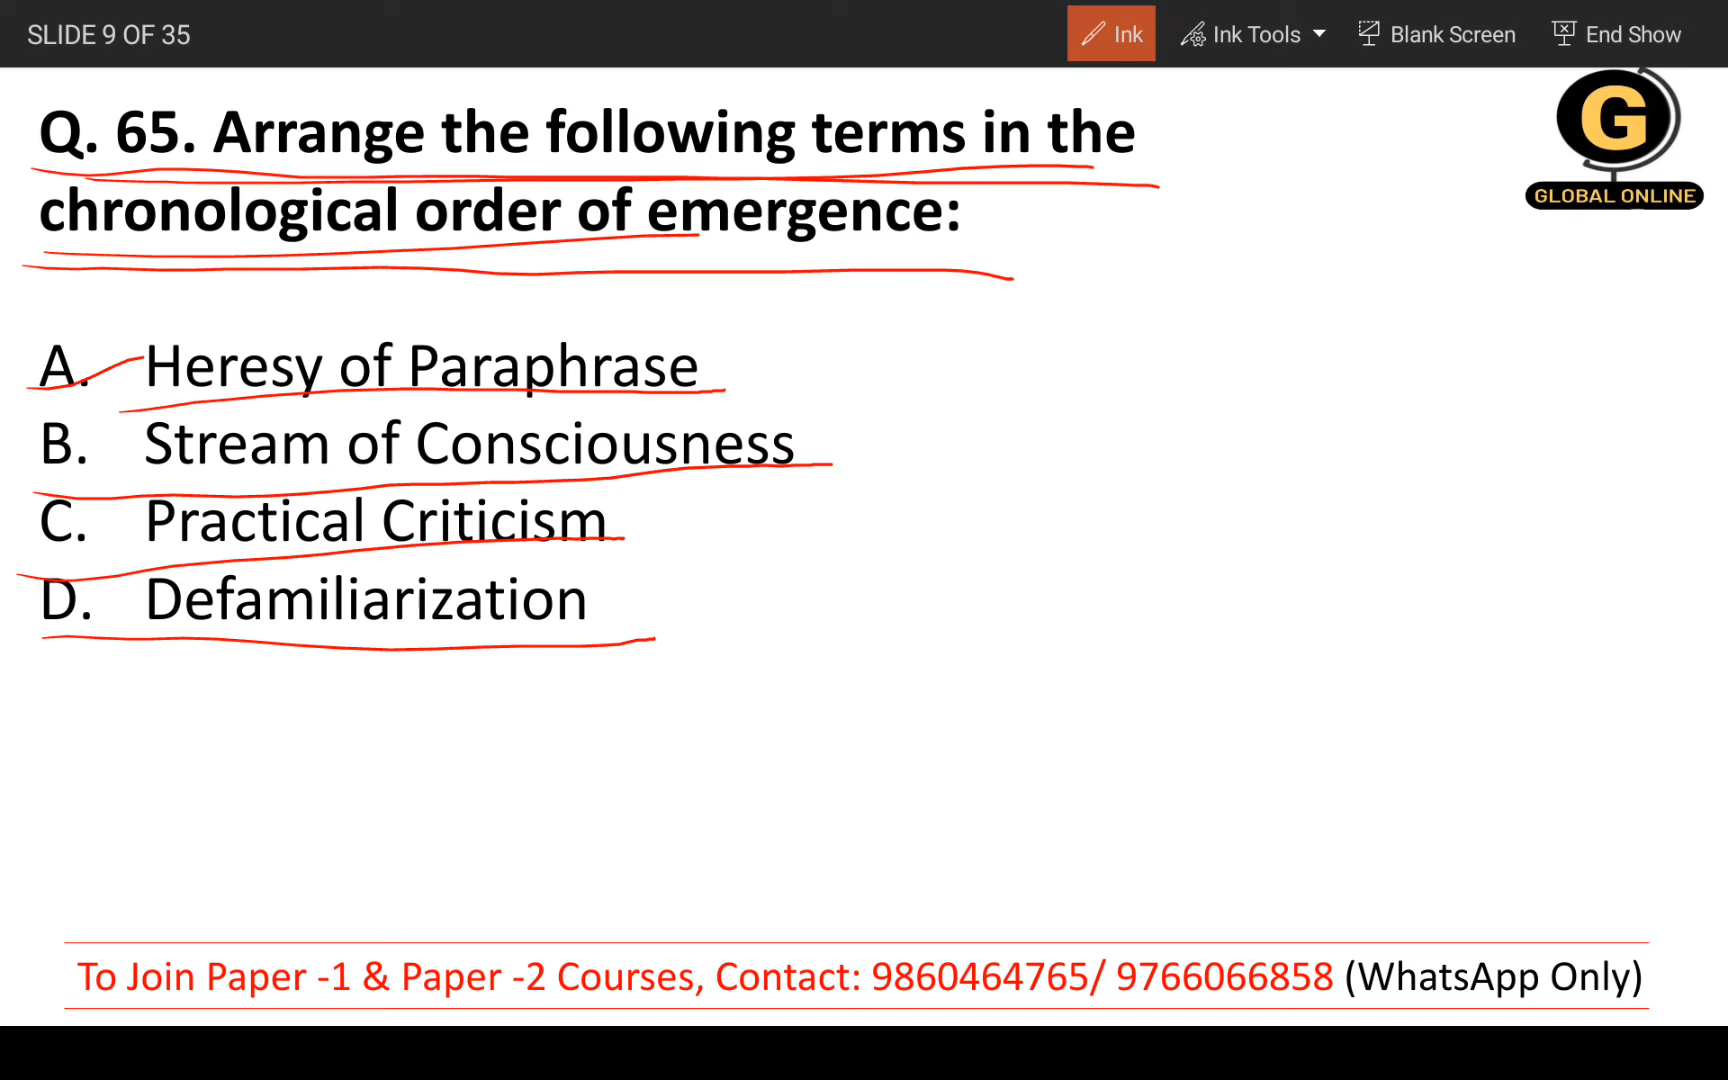 SLIDE 9 OF 35
Ink
Ink Tools
Blank Screen
End Show
G
GLOBAL ONLINE
Q. 65. Arrange the following terms in the
chronological order of emergence:
A. Heresy of Paraphrase
B. Stream of Consciousness
C. Practical Criticism
D. Defamiliarization
To Join Paper -1 & Paper -2 Courses, Contact: 9860464765/ 9766066858 (WhatsApp Only)